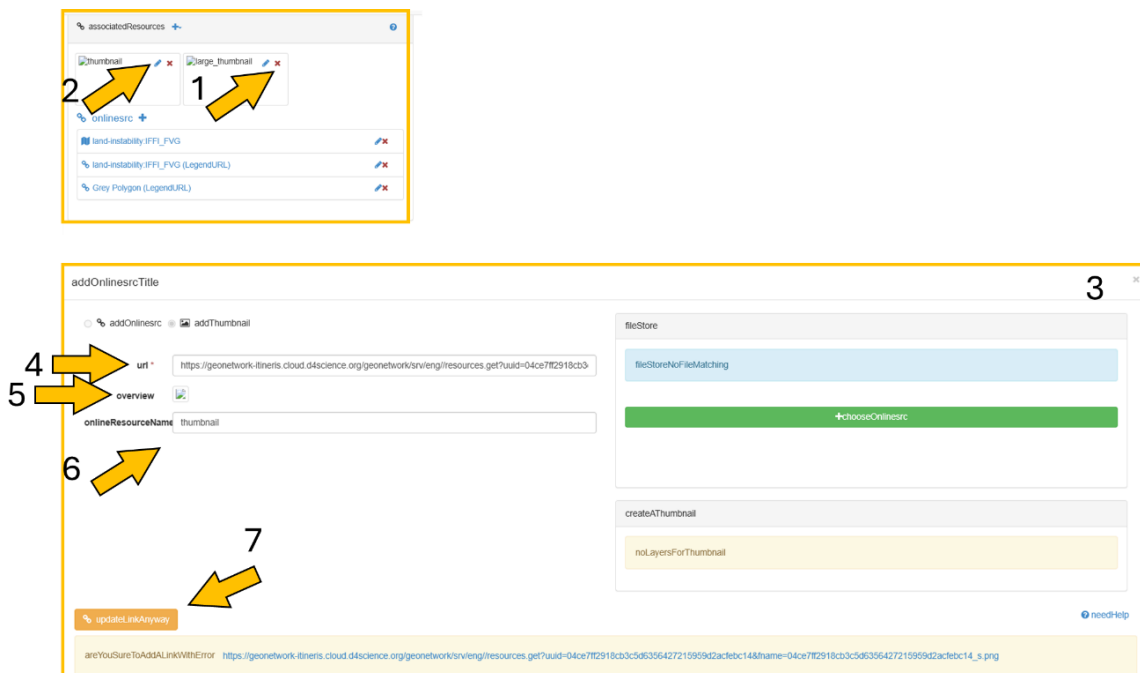 associatedResources
thumbnail
large_thumbnail
2
1
onlinesrc
land-instability:IFFI_FVG
land-instability:IFFI_FVG (LegendURL)
Grey Polygon (LegendURL)
addOnlinesrcTitle
3
addOnlinesrc addThumbnail
fileStore
4
url *
https://geonetwork-itineris.cloud.d4science.org/geonetwork/srv/eng//resources.get?uuid=04ce7ff2918cb3
fileStoreNoFileMatching
5
overview
chooseOnlinesrc
onlineResourceName
thumbnail
6
createAThumbnail
noLayersForThumbnail
7
updateLinkAnyway
needHelp
areYouSureToAddALinkWithError https://geonetwork-itineris.cloud.d4science.org/geonetwork/srv/eng//resources.get?uuid=04ce7ff2918cb3c5d6356427215959d2acfebc14&fname=04ce7ff2918cb3c5d6356427215959d2acfebc14_s.png